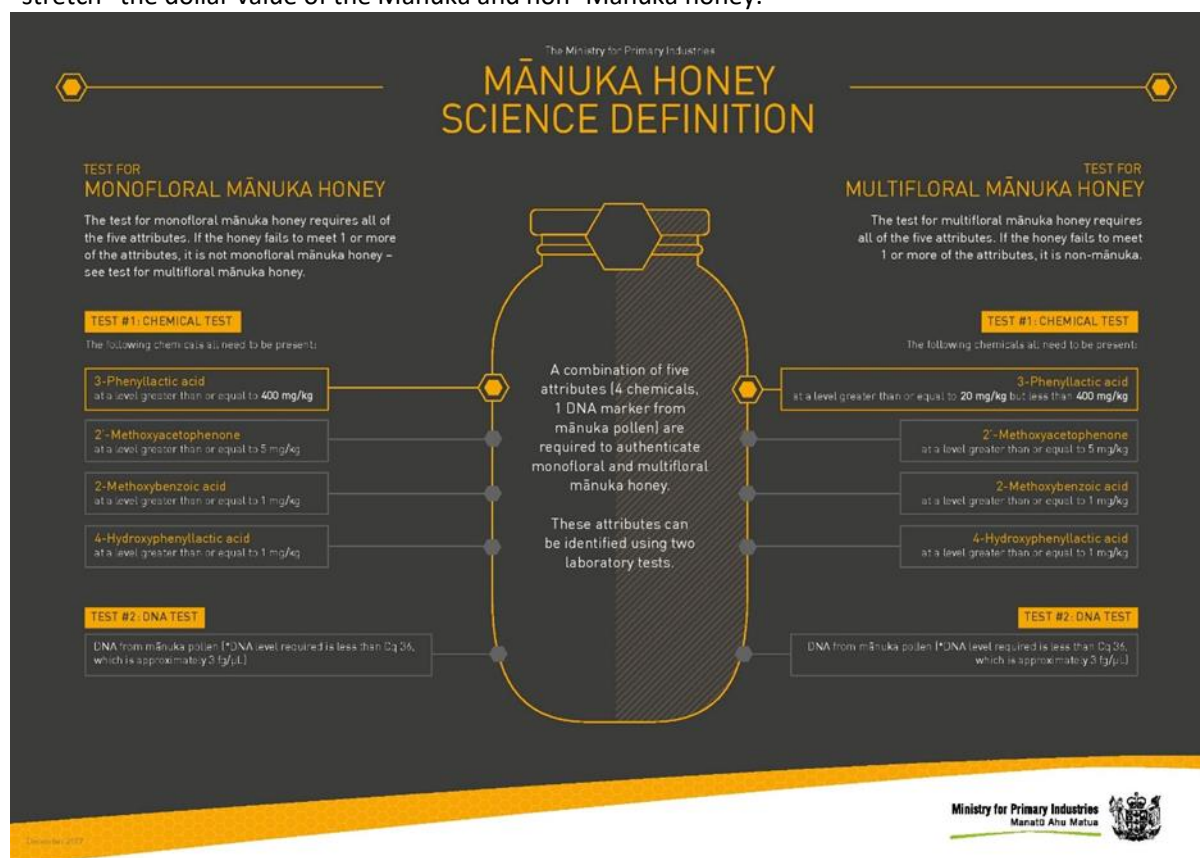 stretch" the dollar value of the Mānuka and non-Mānuka honey.
The Ministry for Primary Industries
MĀNUKA HONEY
SCIENCE DEFINITION
TEST FOR
MONOFLORAL MĀNUKA HONEY
The test for monofloral mānuka honey requires all of
the five attributes. If the honey fails to meet 1 or more
of the attributes, it is not monofloral mānuka honey –
see test for multifloral mānuka honey.
TEST #1: CHEMICAL TEST
The following chemicals all need to be present:
3-Phenyllactic acid
at a level greater than or equal to 400 mg/kg
2'-Methoxyacetophenone
at a level greater than or equal to 5 mg/kg
2-Methoxybenzoic acid
at a level greater than or equal to 1 mg/kg
4-Hydroxyphenyllactic acid
at a level greater than or equal to 1 mg/kg
TEST #2: DNA TEST
DNA from mānuka pollen (*DNA level required is less than Cq 36,
which is approximately 3 fg/µL)
A combination of five
attributes (4 chemicals,
1 DNA marker from
mānuka pollen) are
required to authenticate
monofloral and multifloral
mānuka honey.
These attributes can
be identified using two
laboratory tests.
TEST FOR
MULTIFLORAL MĀNUKA HONEY
The test for multifloral mānuka honey requires
all of the five attributes. If the honey fails to meet
1 or more of the attributes, it is non-mānuka.
TEST #1: CHEMICAL TEST
The following chemicals all need to be present:
3-Phenyllactic acid
at a level greater than or equal to 20 mg/kg but less than 400 mg/kg
2'-Methoxyacetophenone
at a level greater than or equal to 5 mg/kg
2-Methoxybenzoic acid
at a level greater than or equal to 1 mg/kg
4-Hydroxyphenyllactic acid
at a level greater than or equal to 1 mg/kg
TEST #2: DNA TEST
DNA from mānuka pollen (*DNA level required is less than Cq 36,
which is approximately 3 fg/µL)
Ministry for Primary Industries
Manatū Ahu Matua
December 2017